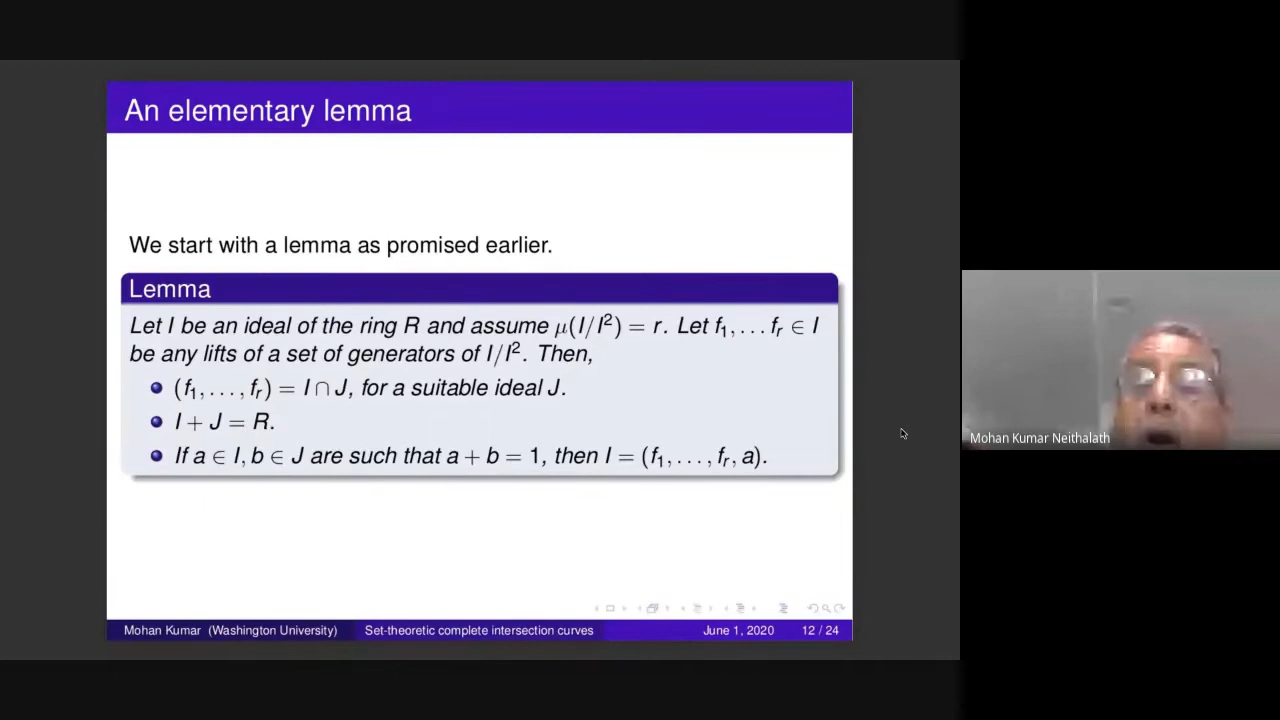 An elementary lemma
We start with a lemma as promised earlier.
Lemma
Let I be an ideal of the ring R and assume μ(I/I²) = r. Let f₁, … fᵣ ∈ I
be any lifts of a set of generators of I/I². Then,
(f₁, …, fᵣ) = I ∩ J, for a suitable ideal J.
I + J = R.
If a ∈ I, b ∈ J are such that a + b = 1, then I = (f₁, …, fᵣ, a).
Mohan Kumar (Washington University) Set-theoretic complete intersection curves June 1, 2020 12 / 24
Mohan Kumar Neithalath